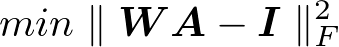 min ∥ WA − I ∥²_F